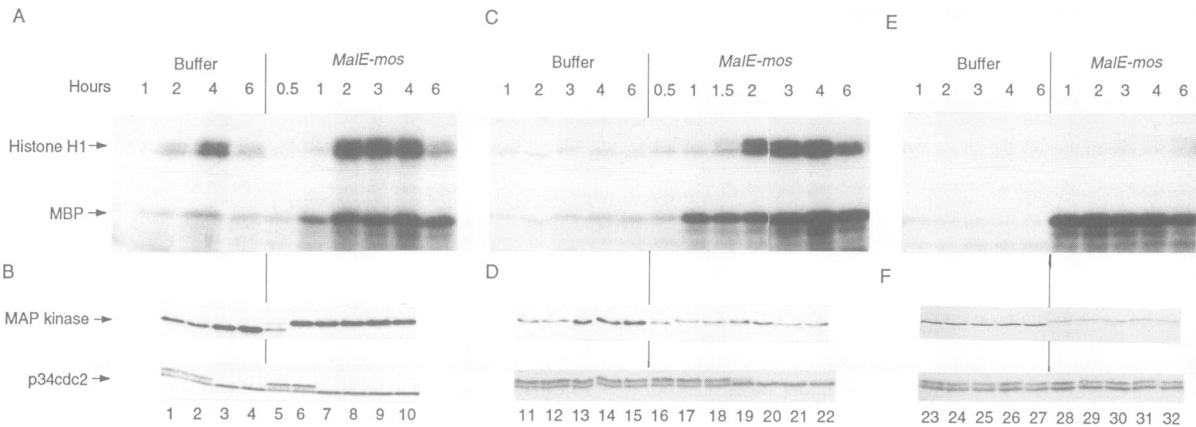 A
C
E
Buffer
MalE-mos
Buffer
MalE-mos
Buffer
MalE-mos
Hours 1 2 4 6 0.5 1 2 3 4 6
1 2 3 4 6 0.5 1 1.5 2 3 4 6
1 2 3 4 6 1 2 3 4 6
Histone H1
MBP
B
D
F
MAP kinase
p34cdc2
1 2 3 4 5 6 7 8 9 10
11 12 13 14 15 16 17 18 19 20 21 22
23 24 25 26 27 28 29 30 31 32